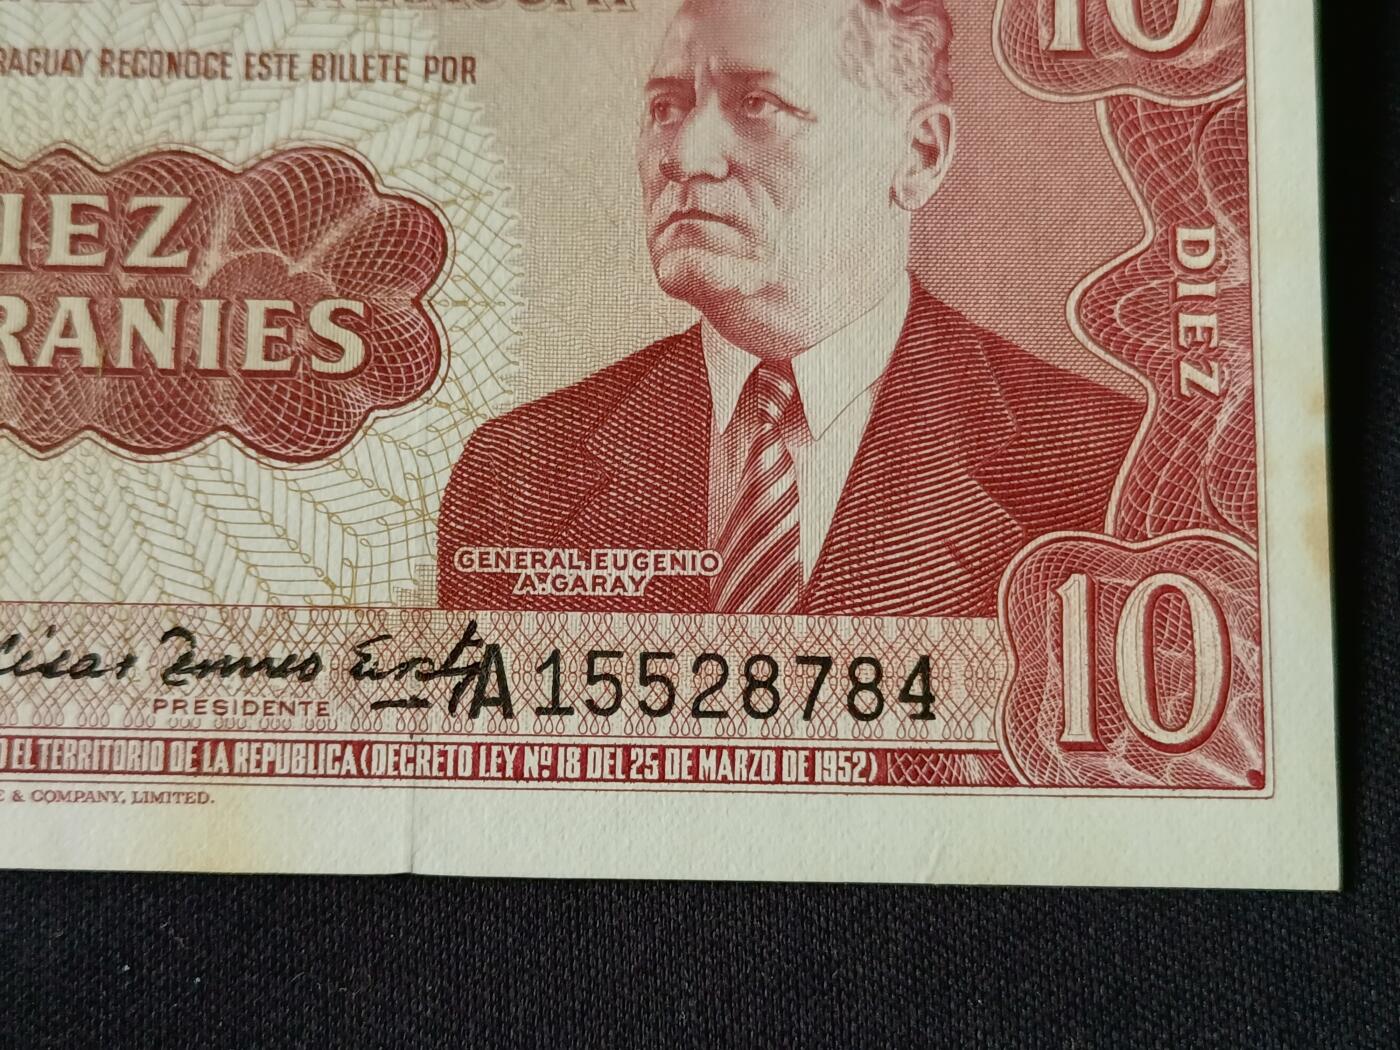 10
RAGUAY RECONOCE ESTE BILLETE POR
IEZ
RANIES
DIEZ
GENERAL EUGENIO
A. GARAY
10
A15528784
PRESIDENTE
O EL TERRITORIO DE LA REPUBLICA (DECRETO LEY Nº 18 DEL 25 DE MARZO DE 1952)
E & COMPANY, LIMITED.